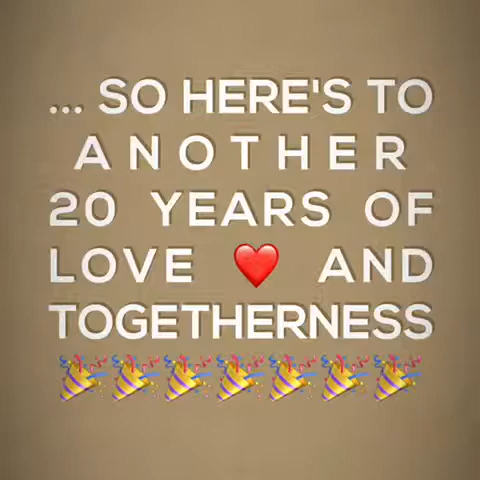 ... SO HERE'S TO
ANOTHER
20 YEARS OF
LOVE ❤️ AND
TOGETHERNESS
🎉🎉🎉🎉🎉🎉🎉